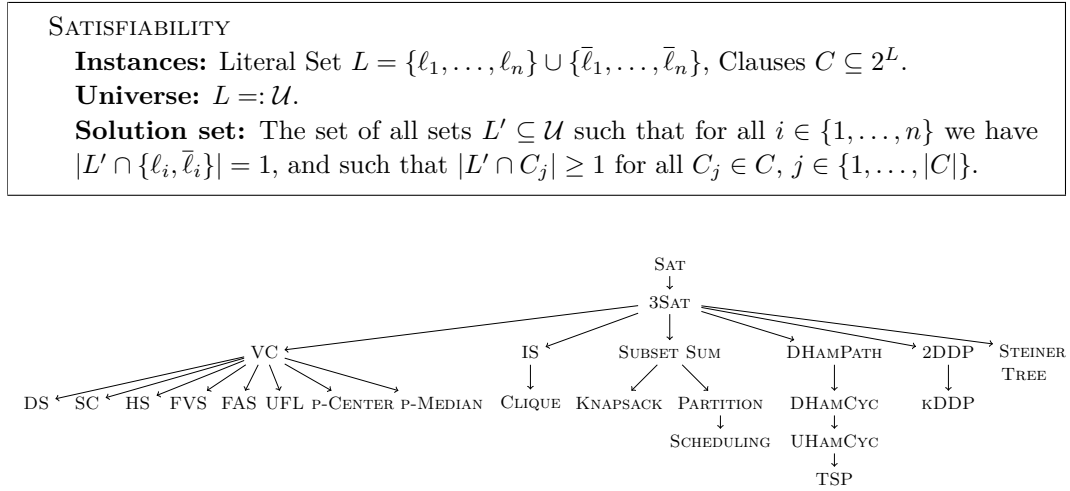 SATISFIABILITY
Instances: Literal Set L = {ℓ₁, . . . , ℓₙ} ∪ {ℓ̅₁, . . . , ℓ̅ₙ}, Clauses C ⊆ 2ᴸ.
Universe: L =: 𝒰.
Solution set: The set of all sets L′ ⊆ 𝒰 such that for all i ∈ {1, . . . , n} we have
|L′ ∩ {ℓᵢ, ℓ̅ᵢ}| = 1, and such that |L′ ∩ Cⱼ| ≥ 1 for all Cⱼ ∈ C, j ∈ {1, . . . , |C|}.
SAT
3SAT
VC IS SUBSET SUM DHAMPATH 2DDP STEINER
TREE
DS SC HS FVS FAS UFL P-CENTER P-MEDIAN CLIQUE KNAPSACK PARTITION DHAMCYC KDDP
SCHEDULING UHAMCYC
TSP